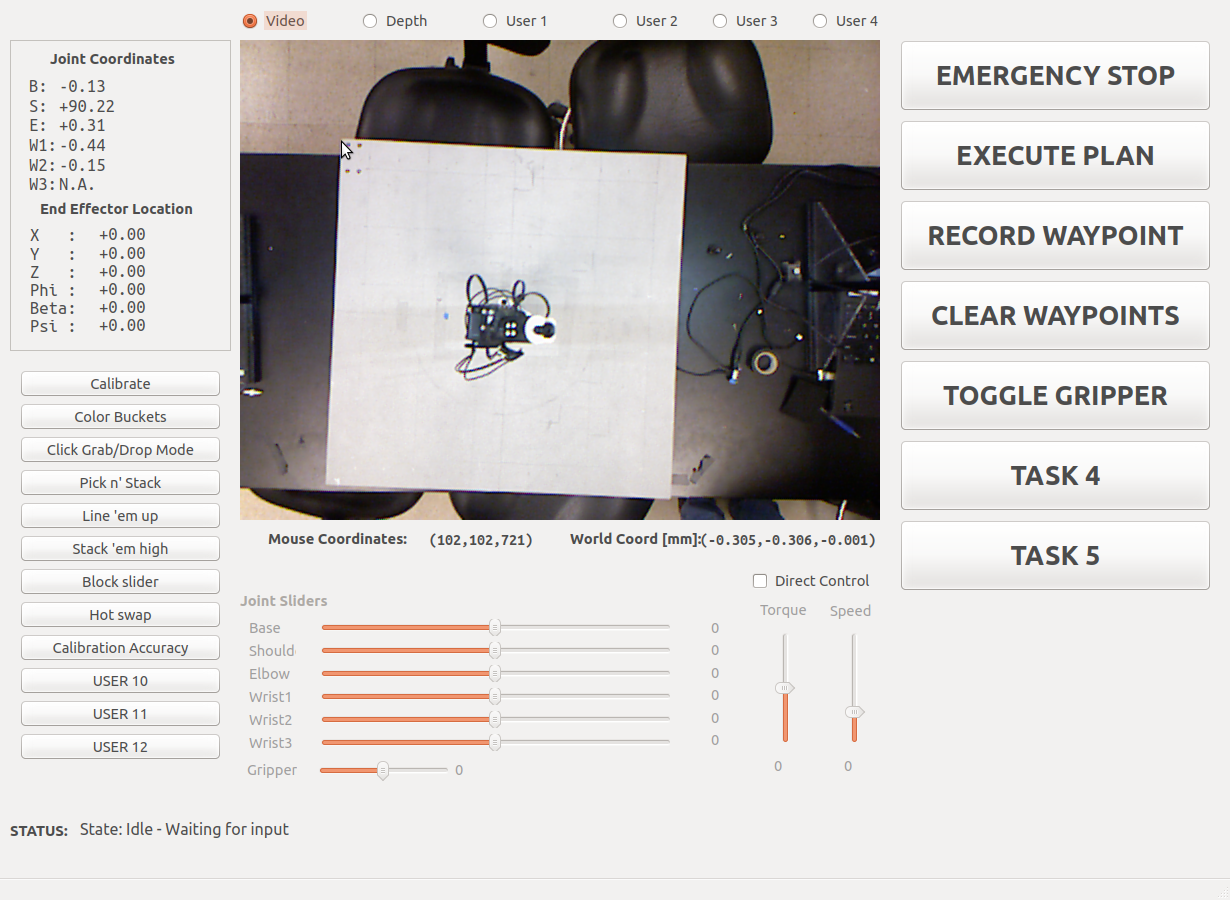 Video Depth User 1 User 2 User 3 User 4
Joint Coordinates
B: -0.13
S: +90.22
E: +0.31
W1:-0.44
W2:-0.15
W3:N.A.
End Effector Location
X : +0.00
Y : +0.00
Z : +0.00
Phi : +0.00
Beta: +0.00
Psi : +0.00
Calibrate
Color Buckets
Click Grab/Drop Mode
Pick n' Stack
Line 'em up
Stack 'em high
Block slider
Hot swap
Calibration Accuracy
USER 10
USER 11
USER 12
EMERGENCY STOP
EXECUTE PLAN
RECORD WAYPOINT
CLEAR WAYPOINTS
TOGGLE GRIPPER
TASK 4
TASK 5
Mouse Coordinates: (102,102,721) World Coord [mm]:(-0.305,-0.306,-0.001)
Direct Control
Joint Sliders
Torque Speed
Base 0
Should 0
Elbow 0
Wrist1 0
Wrist2 0
Wrist3 0
Gripper 0
0 0
STATUS: State: Idle - Waiting for input